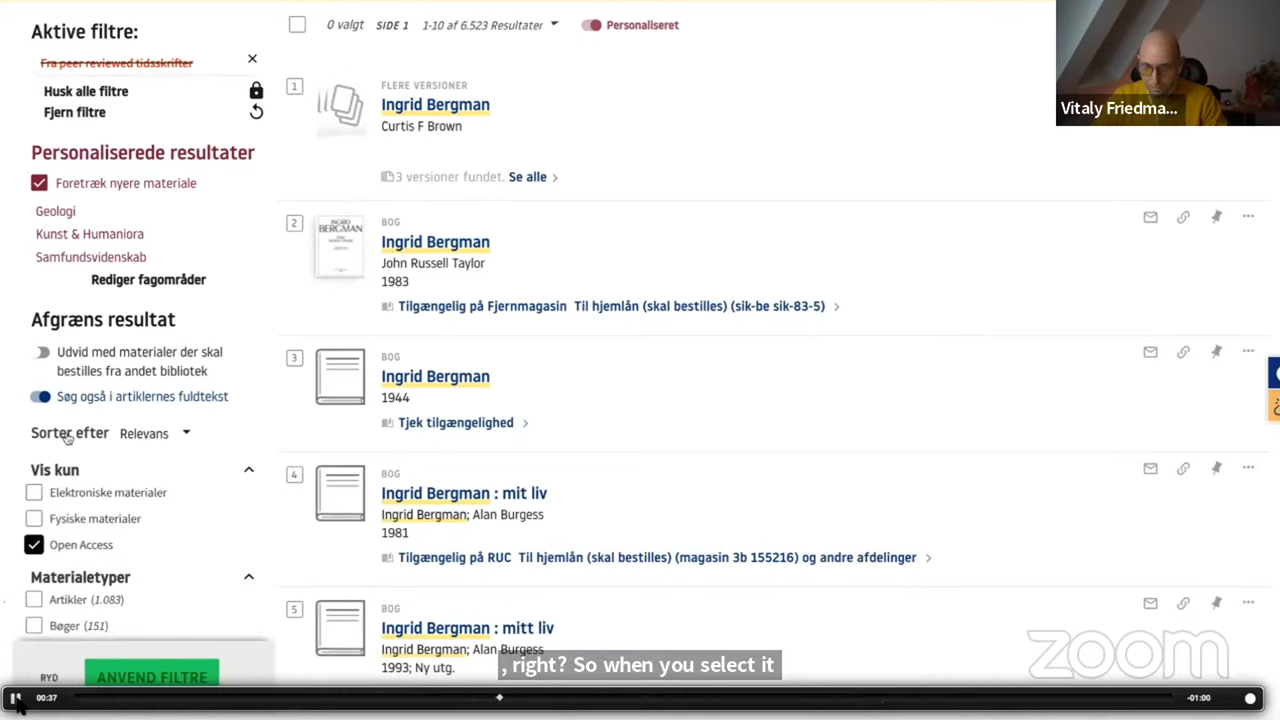 Aktive filtre:
Fra peer reviewed tidsskrifter
Husk alle filtre
Fjern filtre
Personaliserede resultater
Foretræk nyere materiale
Geologi
Kunst & Humaniora
Samfundsvidenskab
Rediger fagområder
Afgræns resultat
Udvid med materialer der skal
bestilles fra andet bibliotek
Søg også i artiklernes fuldtekst
Sorter efter Relevans
Vis kun
Elektroniske materialer
Fysiske materialer
Open Access
Materialetyper
Artikler (1.083)
Bøger (151)
RYD ANVEND FILTRE
0 valgt SIDE 1 1-10 af 6.523 Resultater Personaliseret
1
FLERE VERSIONER
Ingrid Bergman
Curtis F Brown
3 versioner fundet. Se alle
2
BOG
INGRID
BERGMAN
Ingrid Bergman
John Russell Taylor
1983
Tilgængelig på Fjernmagasin Til hjemlån (skal bestilles) (sik-be sik-83-5)
3
BOG
Ingrid Bergman
1944
Tjek tilgængelighed
4
BOG
Ingrid Bergman : mit liv
Ingrid Bergman; Alan Burgess
1981
Tilgængelig på RUC Til hjemlån (skal bestilles) (magasin 3b 155216) og andre afdelinger
5
BOG
Ingrid Bergman : mitt liv
Ingrid Bergman; Alan Burgess
1993; Ny utg.
Vitaly Friedma...
, right? So when you select it
zoom
00:37
-01:00